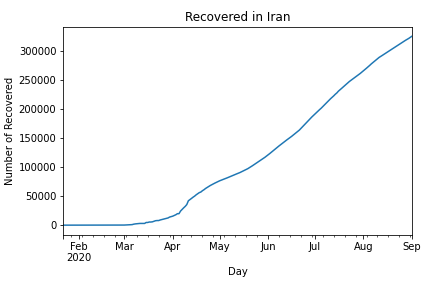 Recovered in Iran
Number of Recovered
300000
250000
200000
150000
100000
50000
0
Feb Mar Apr May Jun Jul Aug Sep
2020
Day